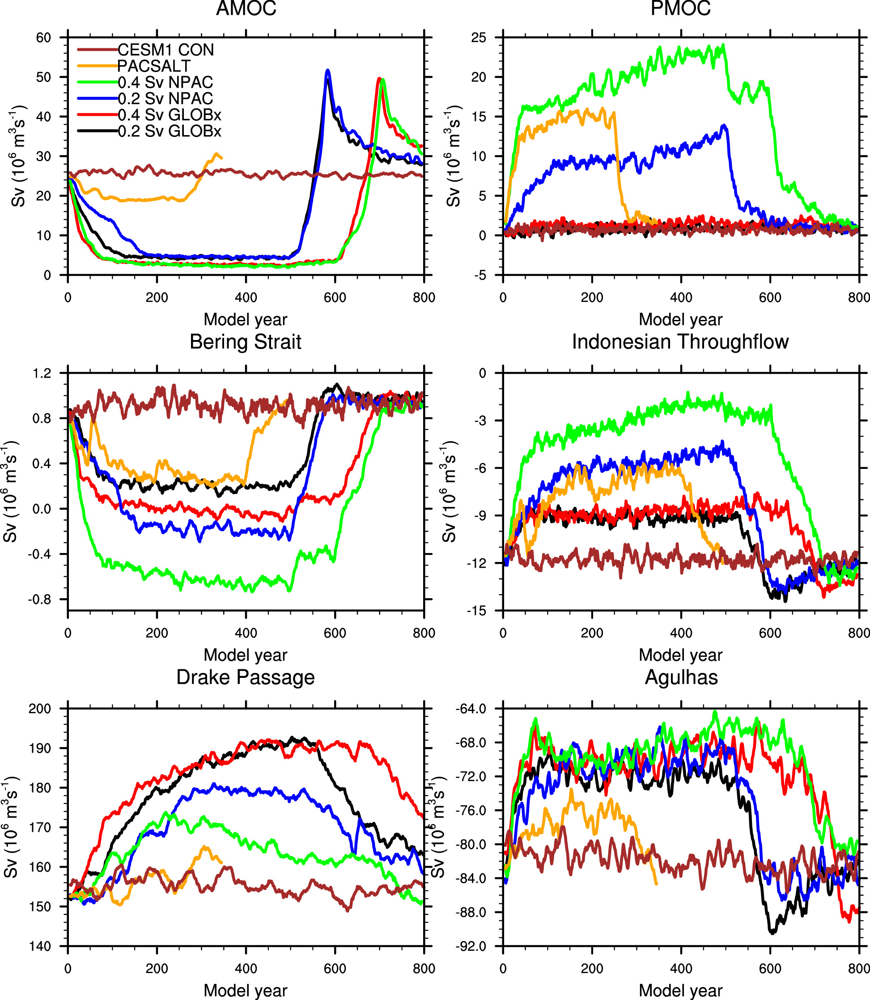 AMOC
60
50
40
30
20
10
0
Sv (10⁶ m³s⁻¹)
CESM1 CON
PACSALT
0.4 Sv NPAC
0.2 Sv NPAC
0.4 Sv GLOBx
0.2 Sv GLOBx
0 200 400 600 800
Model year
PMOC
25
20
15
10
5
0
-5
Sv (10⁶ m³s⁻¹)
0 200 400 600 800
Model year
Bering Strait
1.2
0.8
0.4
0.0
-0.4
-0.8
Sv (10⁶ m³s⁻¹)
0 200 400 600 800
Model year
Indonesian Throughflow
0
-3
-6
-9
-12
-15
Sv (10⁶ m³s⁻¹)
0 200 400 600 800
Model year
Drake Passage
200
190
180
170
160
150
140
Sv (10⁶ m³s⁻¹)
0 200 400 600 800
Model year
Agulhas
-64.0
-68.0
-72.0
-76.0
-80.0
-84.0
-88.0
-92.0
Sv (10⁶ m³s⁻¹)
0 200 400 600 800
Model year